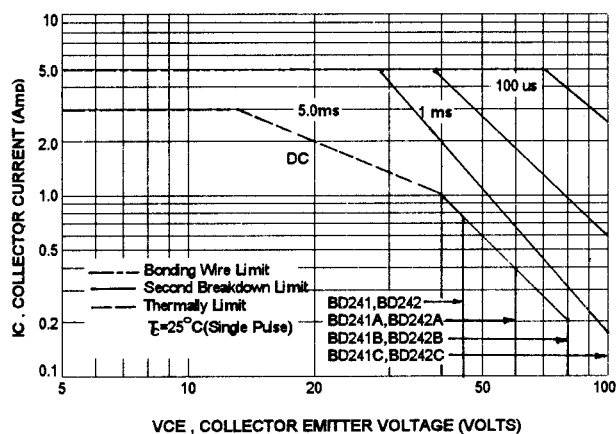 10
5.0
2.0
1.0
0.5
0.2
0.1
IC , COLLECTOR CURRENT (Amp)
100 us
5.0ms
1 ms
DC
Bonding Wire Limit
Second Breakdown Limit
Thermally Limit
TC=25°C(Single Pulse)
BD241,BD242
BD241A,BD242A
BD241B,BD242B
BD241C,BD242C
5 10 20 50 100
VCE , COLLECTOR EMITTER VOLTAGE (VOLTS)